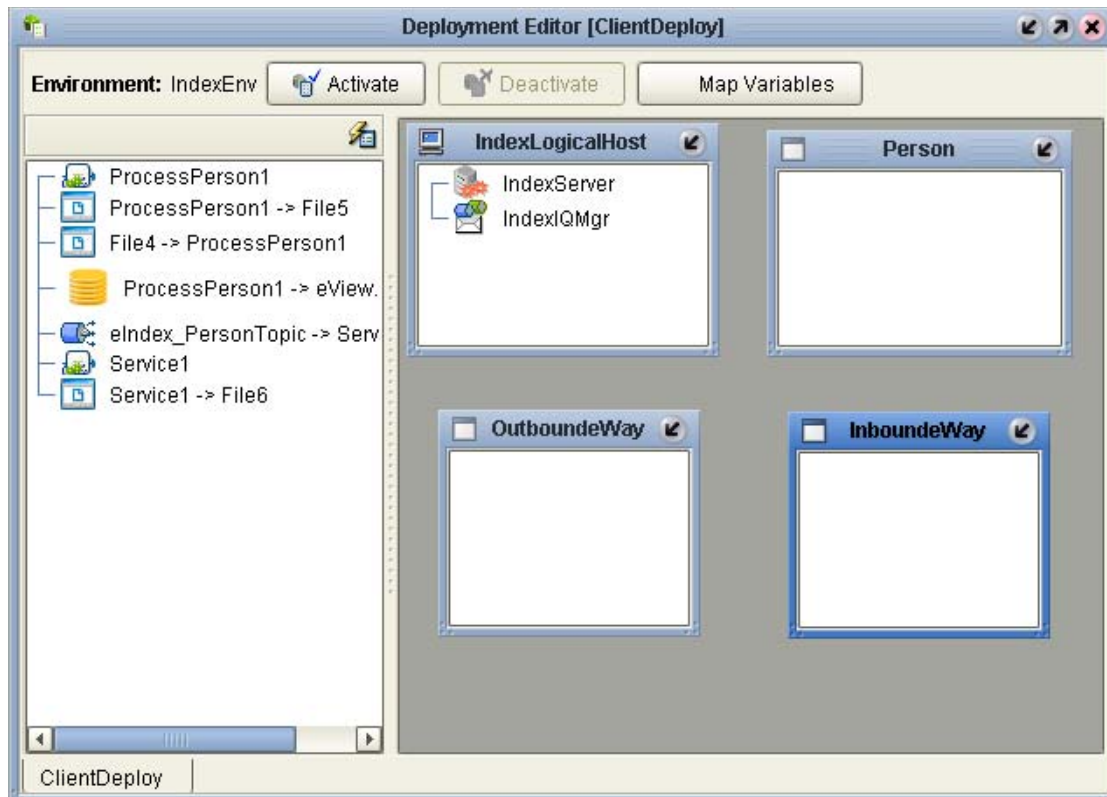 Deployment Editor [ClientDeploy]
Environment: IndexEnv
Activate
Deactivate
Map Variables
ProcessPerson1
ProcessPerson1 -> File5
File4 -> ProcessPerson1
ProcessPerson1 -> eView.
eIndex_PersonTopic -> Serv
Service1
Service1 -> File6
IndexLogicalHost
IndexServer
IndexIQMgr
Person
OutboundeWay
InboundeWay
ClientDeploy